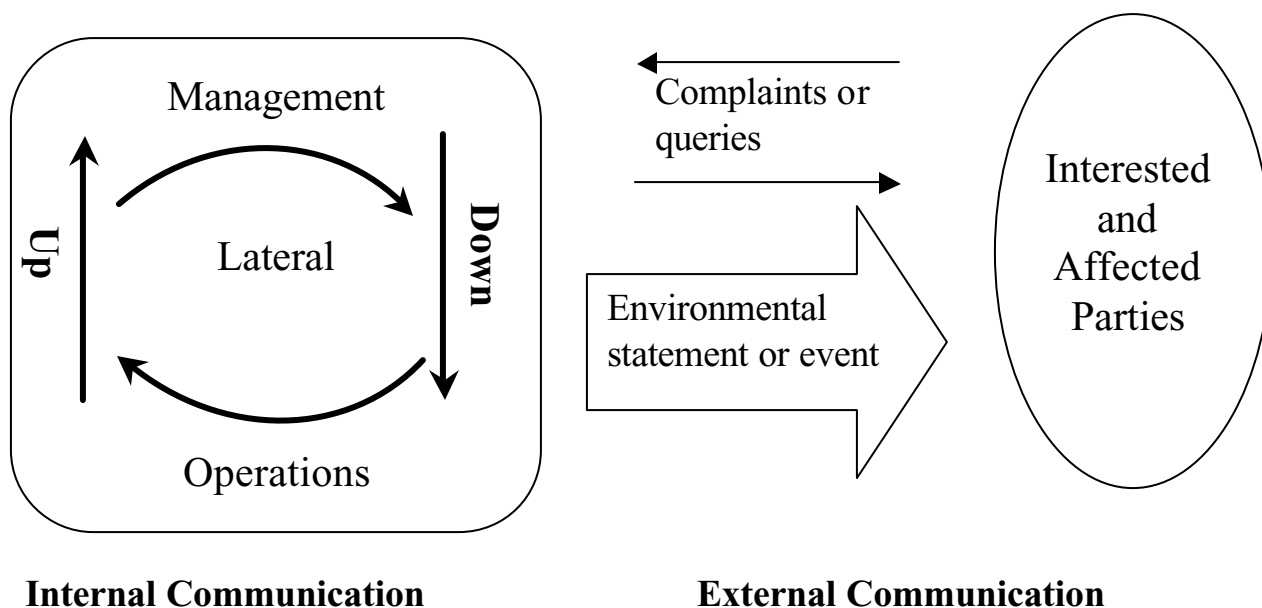 Management
Up
Lateral
Down
Operations
Complaints or
queries
Environmental
statement or event
Interested
and
Affected
Parties
Internal Communication
External Communication